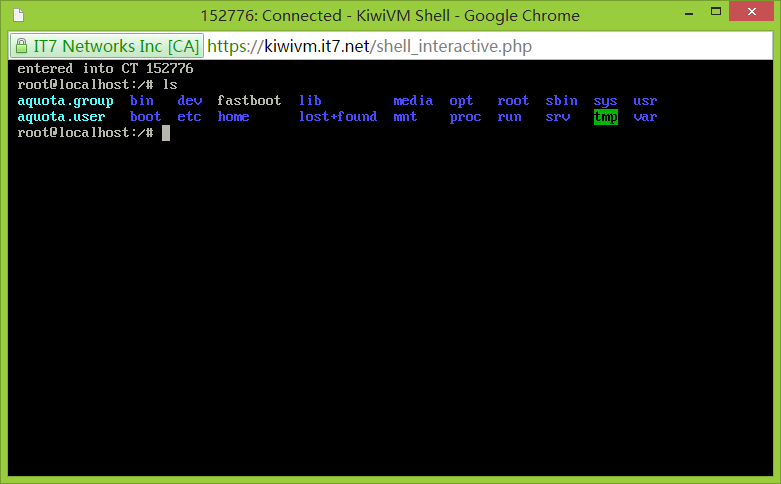 152776: Connected - KiwiVM Shell - Google Chrome
IT7 Networks Inc [CA] https://kiwivm.it7.net/shell_interactive.php
entered into CT 152776
root@localhost:/# ls
aquota.group bin dev fastboot lib media opt root sbin sys usr
aquota.user boot etc home lost+found mnt proc run srv tmp var
root@localhost:/#